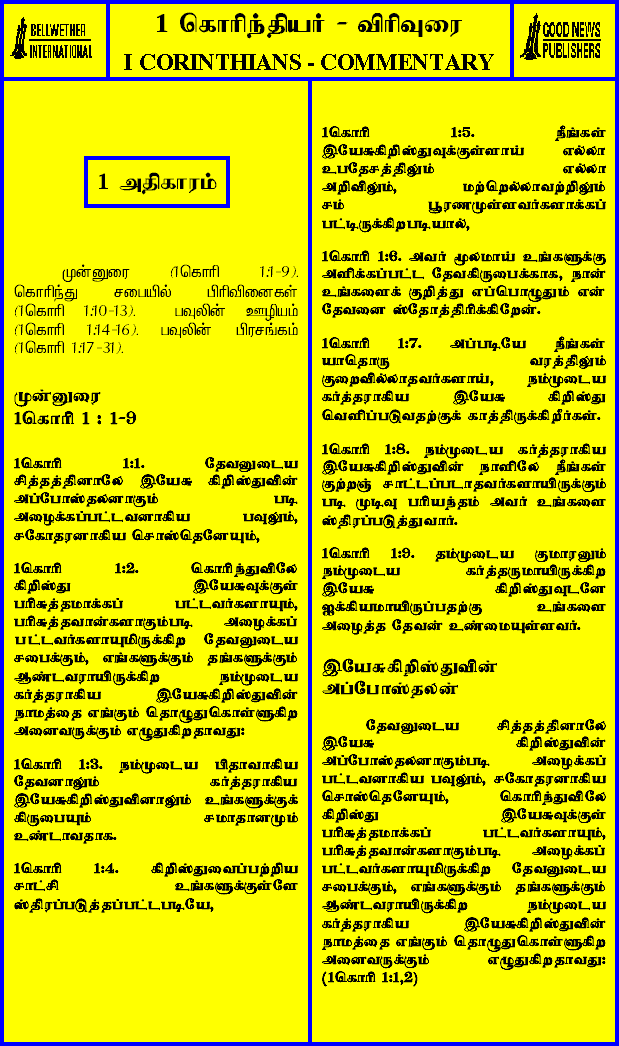 BELLWETHER
INTERNATIONAL
1 கொரிந்தியர் - விரிவுரை
I CORINTHIANS - COMMENTARY
GOOD NEWS
PUBLISHERS
1 அதிகாரம்
முன்னுரை (1கொரி 1:1-9).
கொரிந்து சபையில் பிரிவினைகள்
(1கொரி 1:10-13). பவுலின் ஊழியம்
(1கொரி 1:14-16). பவுலின் பிரசங்கம்
(1கொரி 1:17-31).
முன்னுரை
1கொரி 1 : 1-9
1கொரி 1:1. தேவனுடைய
சித்தத்தினாலே இயேசு கிறிஸ்துவின்
அப்போஸ்தலனாகும் படி
அழைக்கப்பட்டவனாகிய பவுலும்,
சகோதரனாகிய சொஸ்தெனேயும்,
1கொரி 1:2. கொரிந்துவிலே
கிறிஸ்து இயேசுவுக்குள்
பரிசுத்தமாக்கப் பட்டவர்களாயும்,
பரிசுத்தவான்களாகும்படி அழைக்கப்
பட்டவர்களாயுமிருக்கிற தேவனுடைய
சபைக்கும், எங்களுக்கும் தங்களுக்கும்
ஆண்டவராயிருக்கிற நம்முடைய
கர்த்தராகிய இயேசுகிறிஸ்துவின்
நாமத்தை எங்கும் தொழுதுகொள்ளுகிற
அனைவருக்கும் எழுதுகிறதாவது:
1கொரி 1:3. நம்முடைய பிதாவாகிய
தேவனாலும் கர்த்தராகிய
இயேசுகிறிஸ்துவினாலும் உங்களுக்குக்
கிருபையும் சமாதானமும்
உண்டாவதாக.
1கொரி 1:4. கிறிஸ்துவைப்பற்றிய
சாட்சி உங்களுக்குள்ளே
ஸ்திரப்படுத்தப்பட்டபடியே,
1கொரி 1:5. நீங்கள்
இயேசுகிறிஸ்துவுக்குள்ளாய் எல்லா
உபதேசத்திலும் எல்லா
அறிவிலும், மற்றெல்லாவற்றிலும்
சம் பூரணமுள்ளவர்களாக்கப்
பட்டிருக்கிறபடியால்,
1கொரி 1:6. அவர் மூலமாய் உங்களுக்கு
அளிக்கப்பட்ட தேவகிருபைக்காக, நான்
உங்களைக் குறித்து எப்பொழுதும் என்
தேவனை ஸ்தோத்திரிக்கிறேன்.
1கொரி 1:7. அப்படியே நீங்கள்
யாதொரு வரத்திலும்
குறைவில்லாதவர்களாய், நம்முடைய
கர்த்தராகிய இயேசு கிறிஸ்து
வெளிப்படுவதற்குக் காத்திருக்கிறீர்கள்.
1கொரி 1:8. நம்முடைய கர்த்தராகிய
இயேசுகிறிஸ்துவின் நாளிலே நீங்கள்
குற்றஞ் சாட்டப்படாதவர்களாயிருக்கும்
படி முடிவு பரியந்தம் அவர் உங்களை
ஸ்திரப்படுத்துவார்.
1கொரி 1:9. தம்முடைய குமாரனும்
நம்முடைய கர்த்தருமாயிருக்கிற
இயேசு கிறிஸ்துவுடனே
ஐக்கியமாயிருப்பதற்கு உங்களை
அழைத்த தேவன் உண்மையுள்ளவர்.
இயேசுகிறிஸ்துவின்
அப்போஸ்தலன்
தேவனுடைய சித்தத்தினாலே
இயேசு கிறிஸ்துவின்
அப்போஸ்தலனாகும்படி அழைக்கப்
பட்டவனாகிய பவுலும், சகோதரனாகிய
சொஸ்தெனேயும், கொரிந்துவிலே
கிறிஸ்து இயேசுவுக்குள்
பரிசுத்தமாக்கப் பட்டவர்களாயும்,
பரிசுத்தவான்களாகும்படி அழைக்கப்
பட்டவர்களாயுமிருக்கிற தேவனுடைய
சபைக்கும், எங்களுக்கும் தங்களுக்கும்
ஆண்டவராயிருக்கிற நம்முடைய
கர்த்தராகிய இயேசுகிறிஸ்துவின்
நாமத்தை எங்கும் தொழுதுகொள்ளுகிற
அனைவருக்கும் எழுதுகிறதாவது:
(1கொரி 1:1,2)